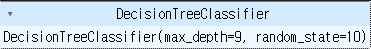 DecisionTreeClassifier
DecisionTreeClassifier(max_depth=9, random_state=10)